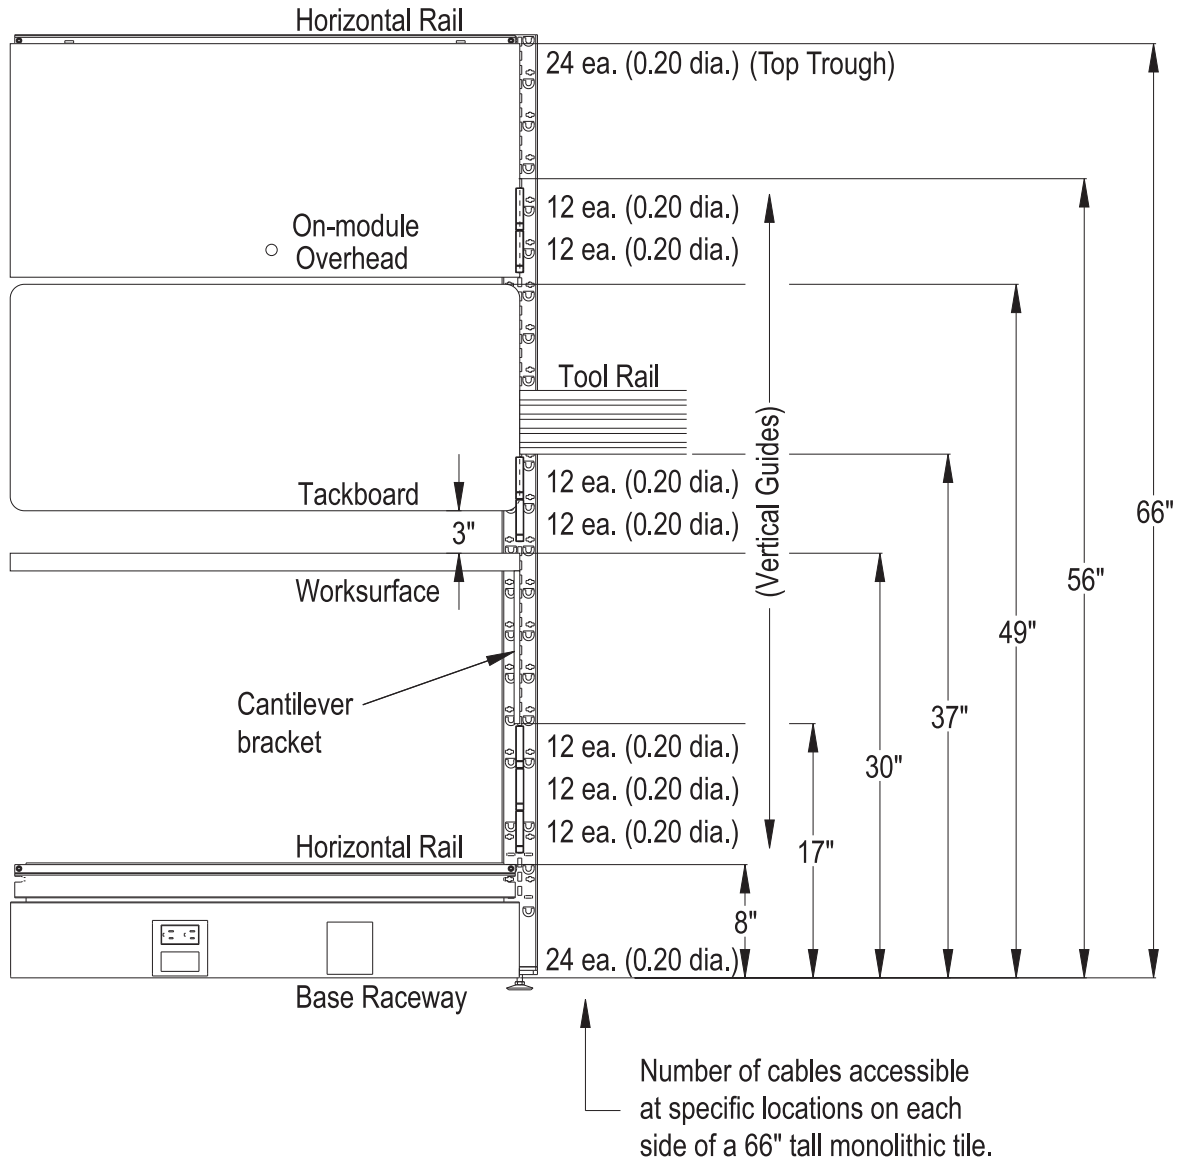 Horizontal Rail
24 ea. (0.20 dia.) (Top Trough)
12 ea. (0.20 dia.)
On-module
Overhead
12 ea. (0.20 dia.)
Tool Rail
(Vertical Guides)
12 ea. (0.20 dia.)
Tackboard
12 ea. (0.20 dia.)
3"
66"
56"
Worksurface
49"
Cantilever
bracket
37"
12 ea. (0.20 dia.)
30"
12 ea. (0.20 dia.)
12 ea. (0.20 dia.)
Horizontal Rail
17"
8"
24 ea. (0.20 dia.)
Base Raceway
Number of cables accessible
at specific locations on each
side of a 66" tall monolithic tile.